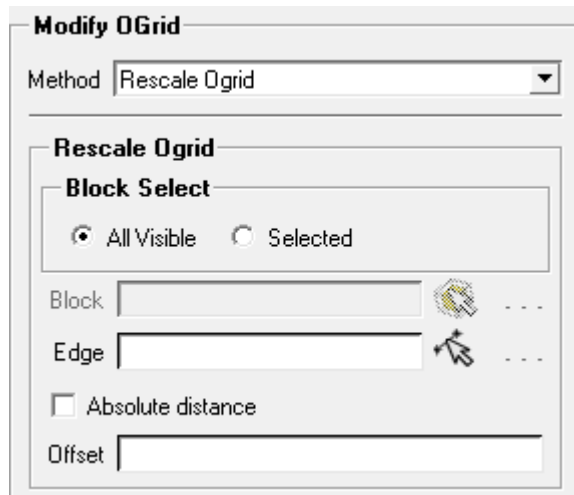 Modify OGrid
Method Rescale Ogrid
Rescale Ogrid
Block Select
All Visible Selected
Block . . .
Edge . . .
Absolute distance
Offset